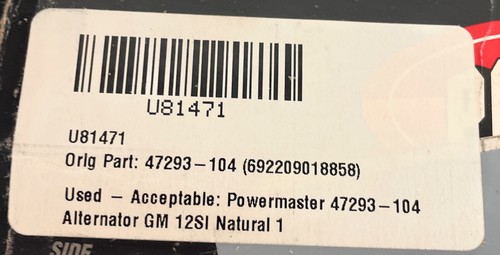 U81471
U81471
Orig Part: 47293-104 (692209018858)
Used - Acceptable: Powermaster 47293-104
Alternator GM 12SI Natural 1
SIDE